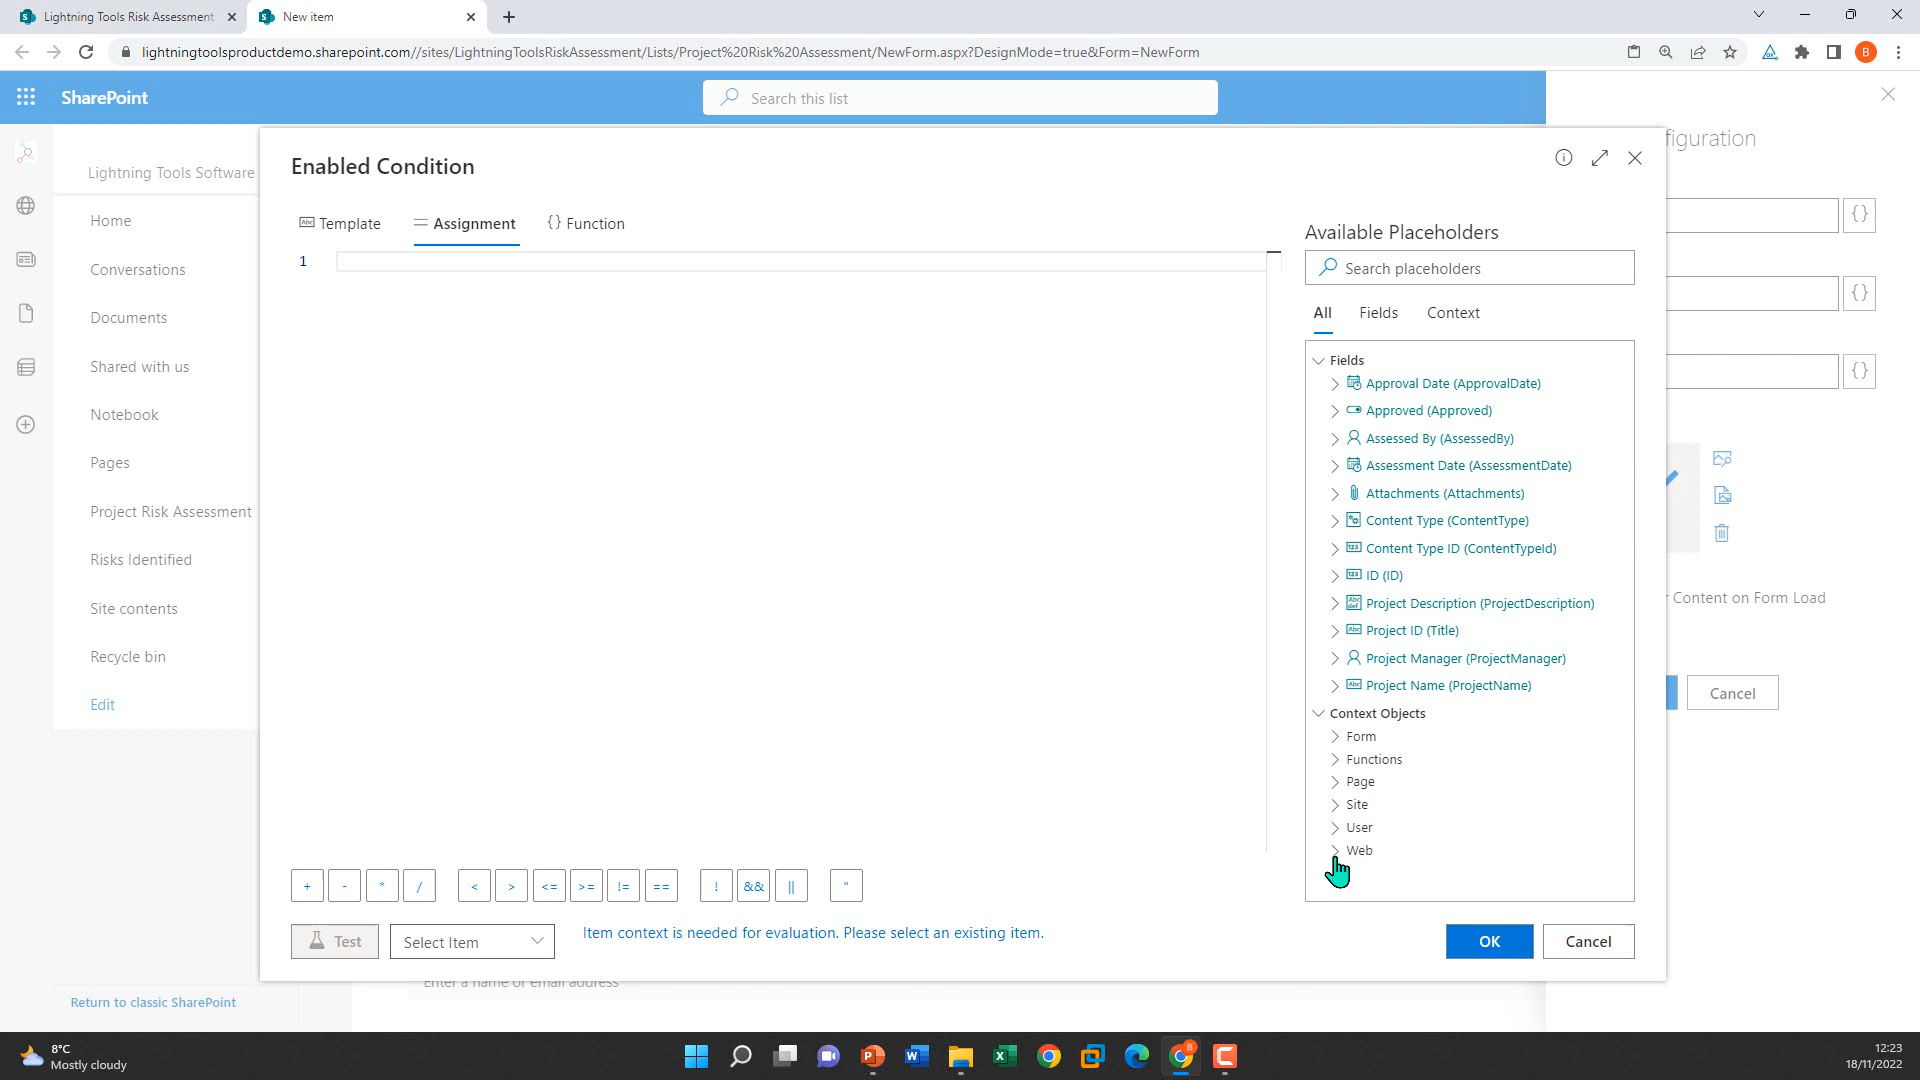 Lightning Tools Risk Assessment
New item
lightningtoolsproductdemo.sharepoint.com//sites/LightningToolsRiskAssessment/Lists/Project%20Risk%20Assessment/NewForm.aspx?DesignMode=true&Form=NewForm
B
SharePoint
Search this list
figuration
Lightning Tools Software
Home
Conversations
Documents
Shared with us
Notebook
Pages
Project Risk Assessment
Risks Identified
Site contents
Recycle bin
Edit
Return to classic SharePoint
Enabled Condition
Template
Assignment
{} Function
1
Available Placeholders
Search placeholders
All
Fields
Context
Fields
Approval Date (ApprovalDate)
Approved (Approved)
Assessed By (AssessedBy)
Assessment Date (AssessmentDate)
Attachments (Attachments)
Content Type (ContentType)
Content Type ID (ContentTypeId)
ID (ID)
Project Description (ProjectDescription)
Project ID (Title)
Project Manager (ProjectManager)
Project Name (ProjectName)
Context Objects
Form
Functions
Page
Site
User
Web
+ - * / < > <= >= != == ! && || "
Test
Select Item
Item context is needed for evaluation. Please select an existing item.
OK
Cancel
{}
{}
{}
Content on Form Load
Cancel
Enter a name or email address
8°C
Mostly cloudy
12:23
18/11/2022